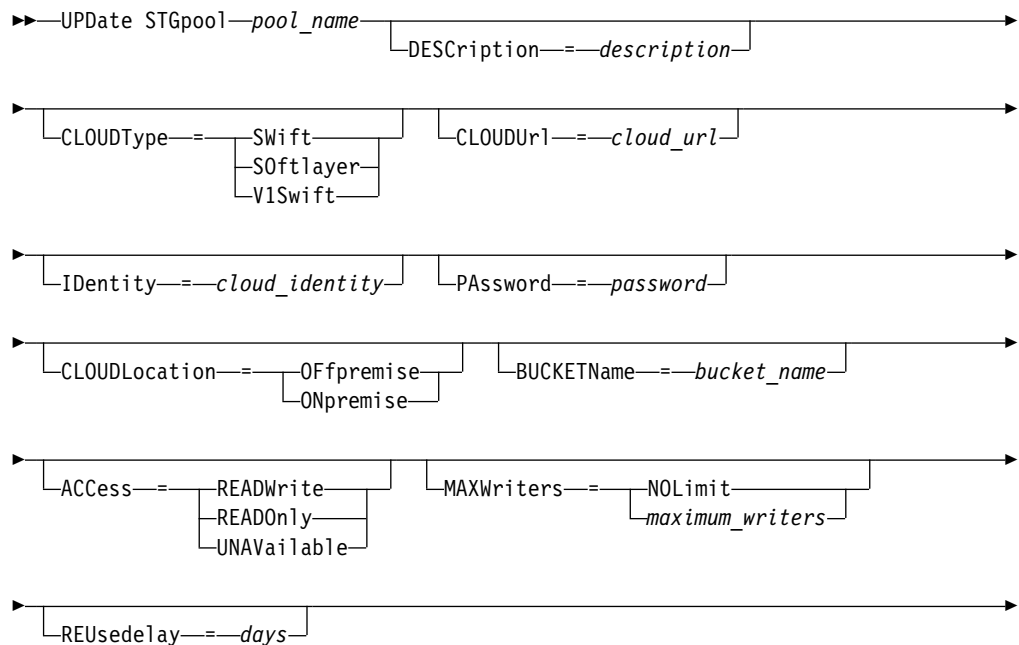 UPDate STGpool pool_name
DESCription = description
CLOUDType = SWift CLOUDUrl = cloud_url
SOftlayer
V1Swift
IDentity = cloud_identity PAssword = password
CLOUDLocation = OFfpremise BUCKETName = bucket_name
ONpremise
ACCess = READWrite MAXWriters = NOLimit
READOnly maximum_writers
UNAVailable
REUsedelay = days